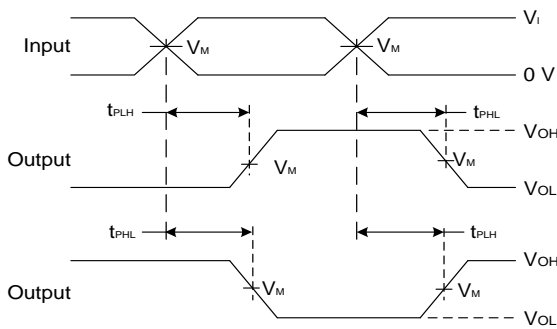 Input
VM
VM
VI
0 V
tPLH
tPHL
Output
VM
VM
VOH
VOL
tPHL
tPLH
Output
VM
VM
VOH
VOL